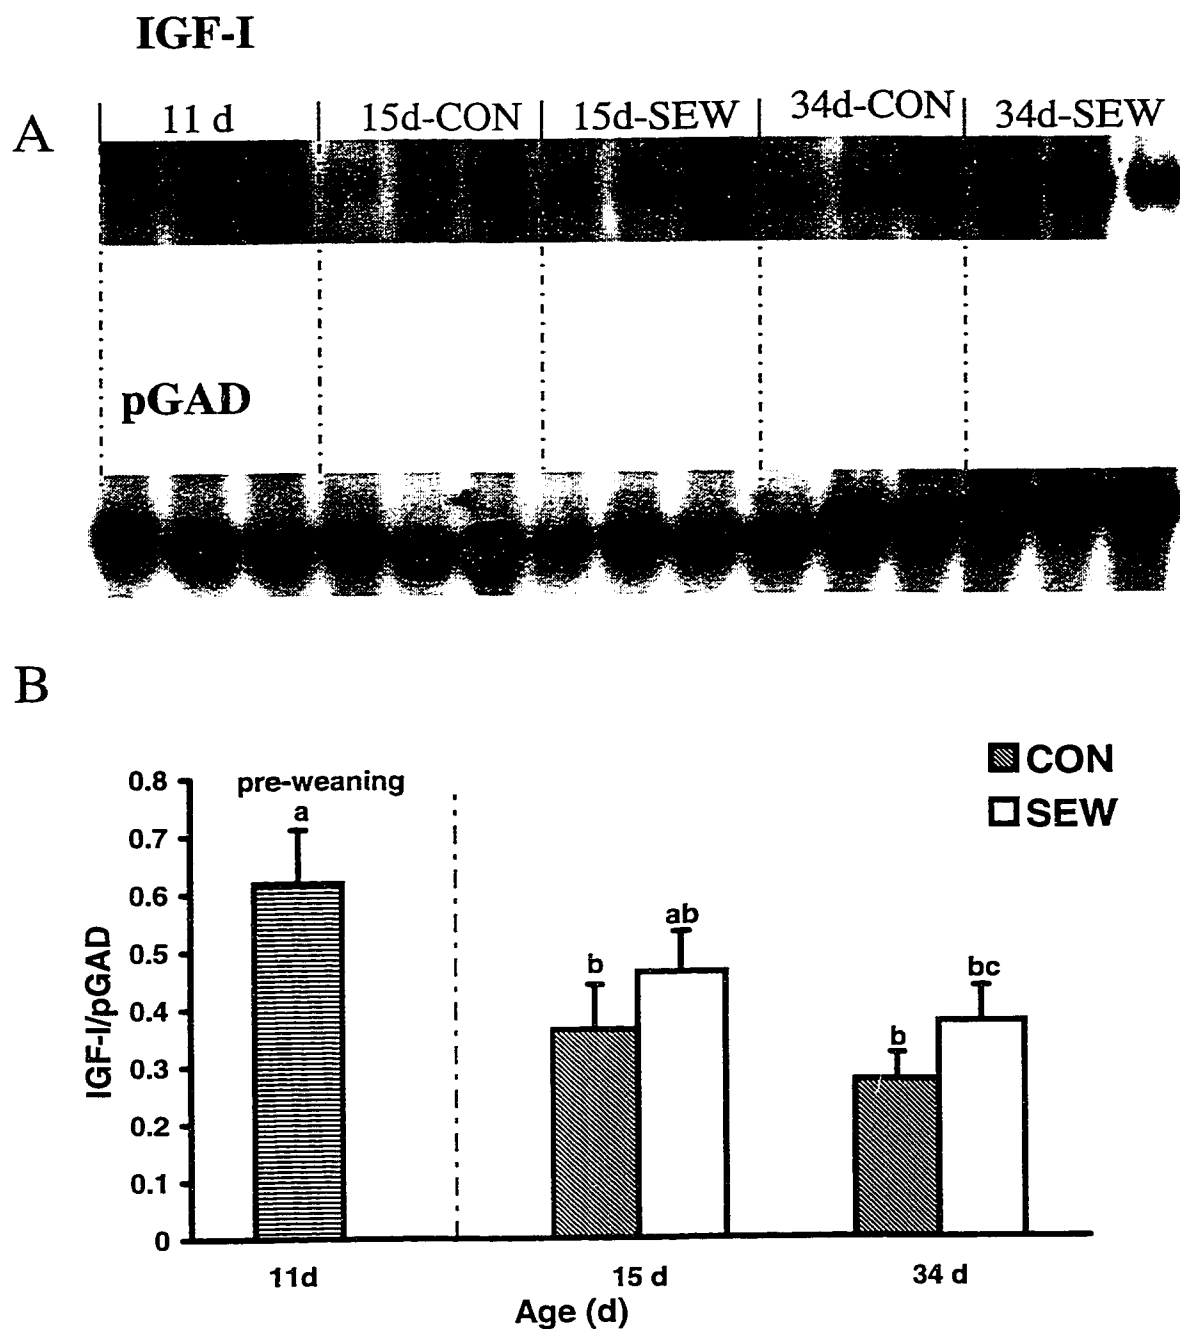 IGF-I
A
11 d 15d-CON 15d-SEW 34d-CON 34d-SEW
pGAD
B
CON
SEW
pre-weaning
a
b
ab
b
bc
IGF-I/pGAD
0.8
0.7
0.6
0.5
0.4
0.3
0.2
0.1
0
11d 15 d 34 d
Age (d)